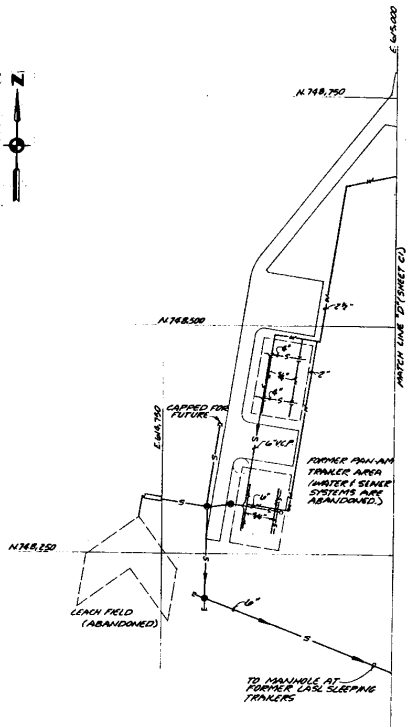 Z
E. 615,000
N. 748,750
MATCH LINE "D" (SHEET C1)
W
2½"
N. 748,500
4"
S
2"
4"
S
CAPPED FOR
FUTURE
E. 614,750
S
6" VCP
S
FORMER PAN-AM
TRAILER AREA
(WATER & SEWER
SYSTEMS ARE
ABANDONED.)
6"
S
N. 748,250
S
LEACH FIELD
(ABANDONED)
6"
S
TO MANHOLE AT
FORMER LASL SLEEPING
TRAILERS